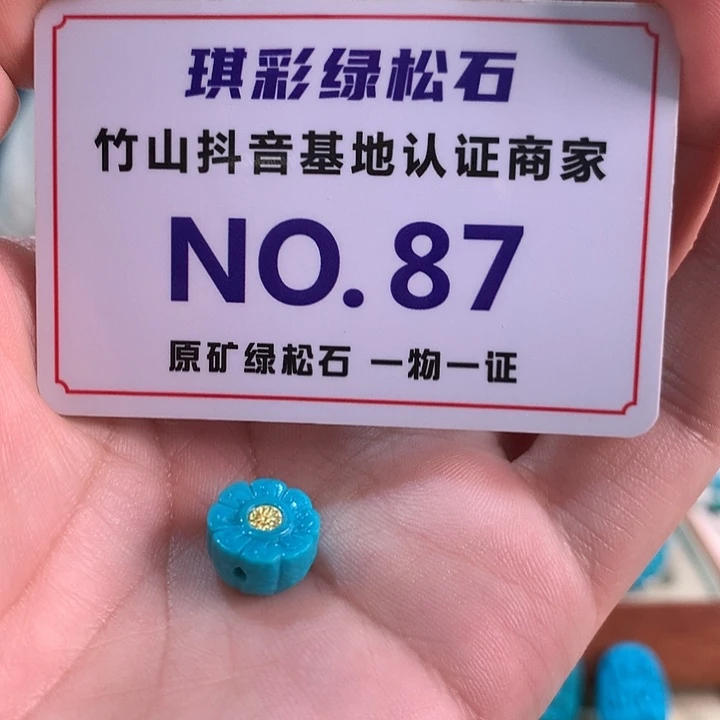 琪彩绿松石
竹山抖音基地认证商家
NO.87
原矿绿松石 一物一证